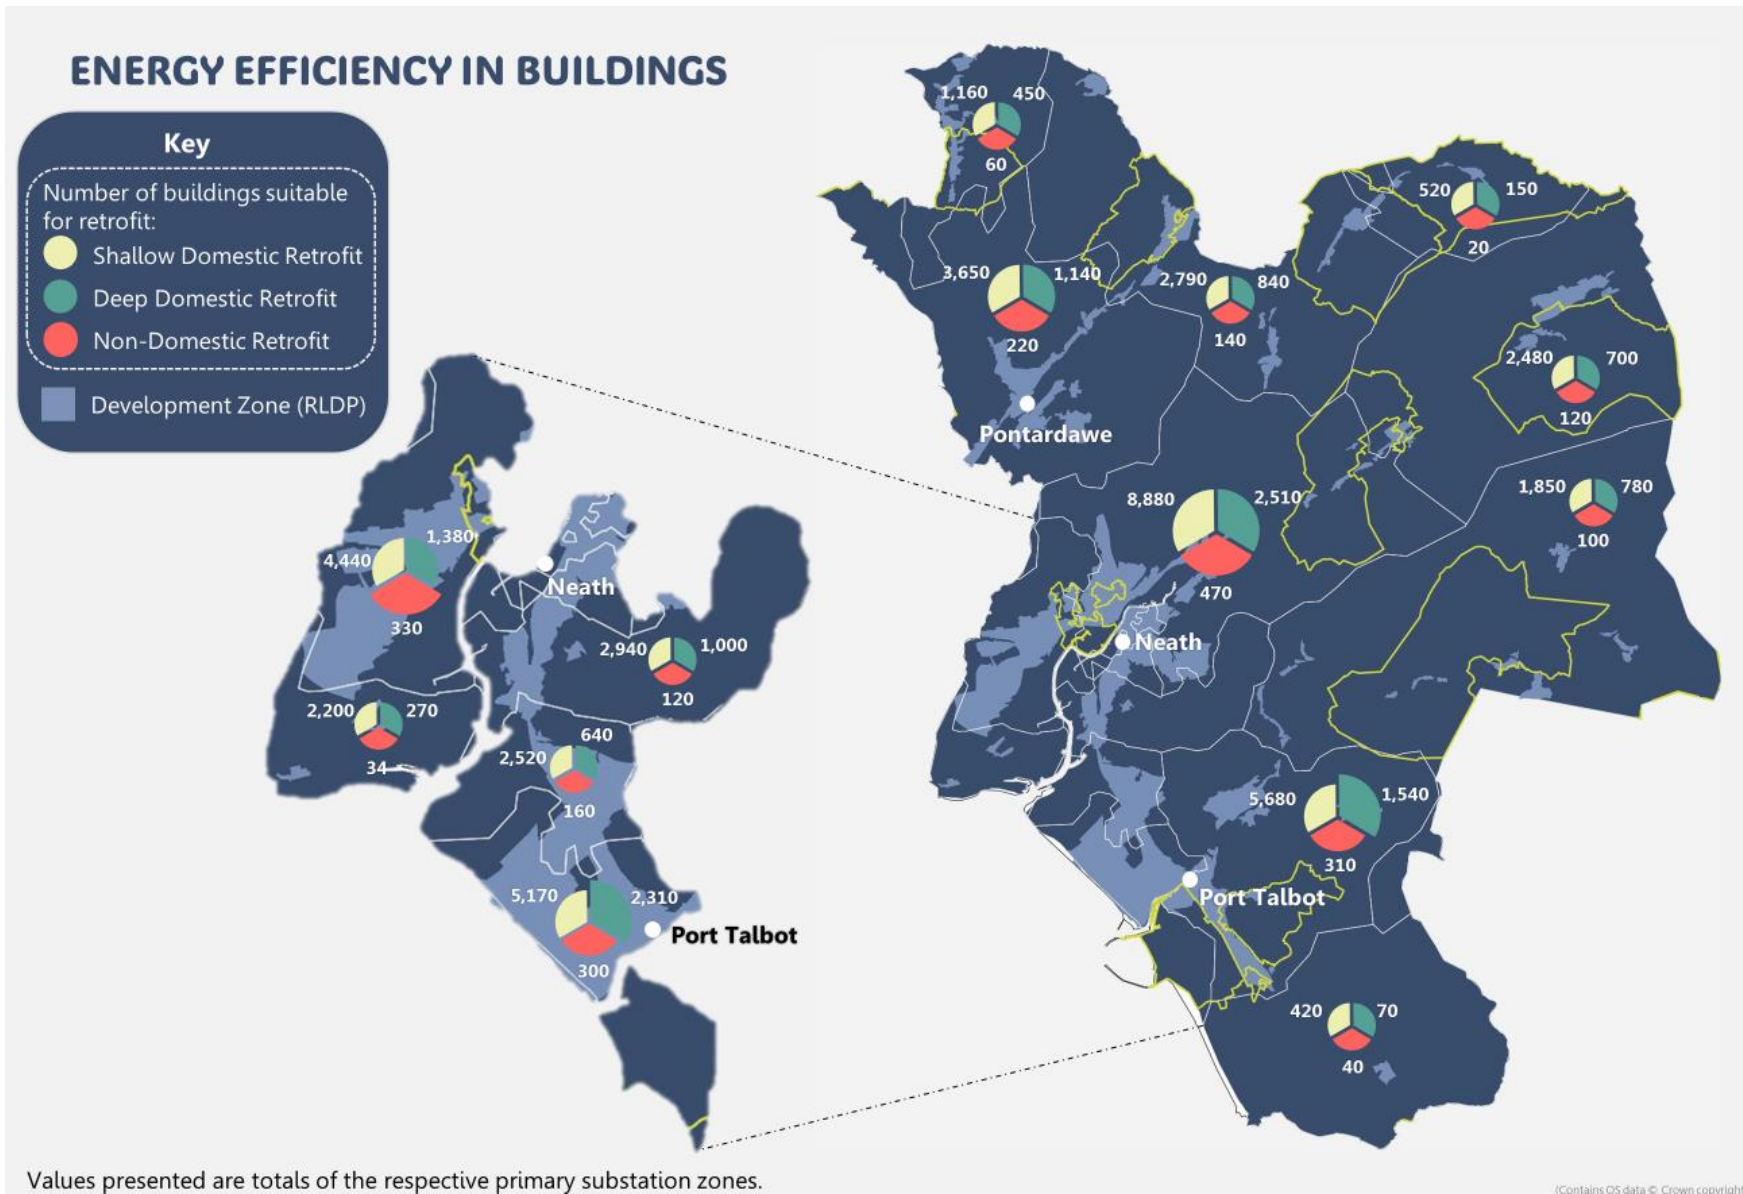 ENERGY EFFICIENCY IN BUILDINGS
Key
Number of buildings suitable
for retrofit:
Shallow Domestic Retrofit
Deep Domestic Retrofit
Non-Domestic Retrofit
Development Zone (RLDP)
1,160 450
60
520 150
20
3,650 1,140
220
2,790 840
140
2,480 700
120
Pontardawe
1,850 780
100
8,880 2,510
470
Neath
5,680 1,540
310
Port Talbot
420 70
40
4,440 1,380
330
Neath
2,940 1,000
120
2,200 270
34
2,520 640
160
5,170 2,310
300
Port Talbot
Values presented are totals of the respective primary substation zones.
(Contains OS data © Crown copyright